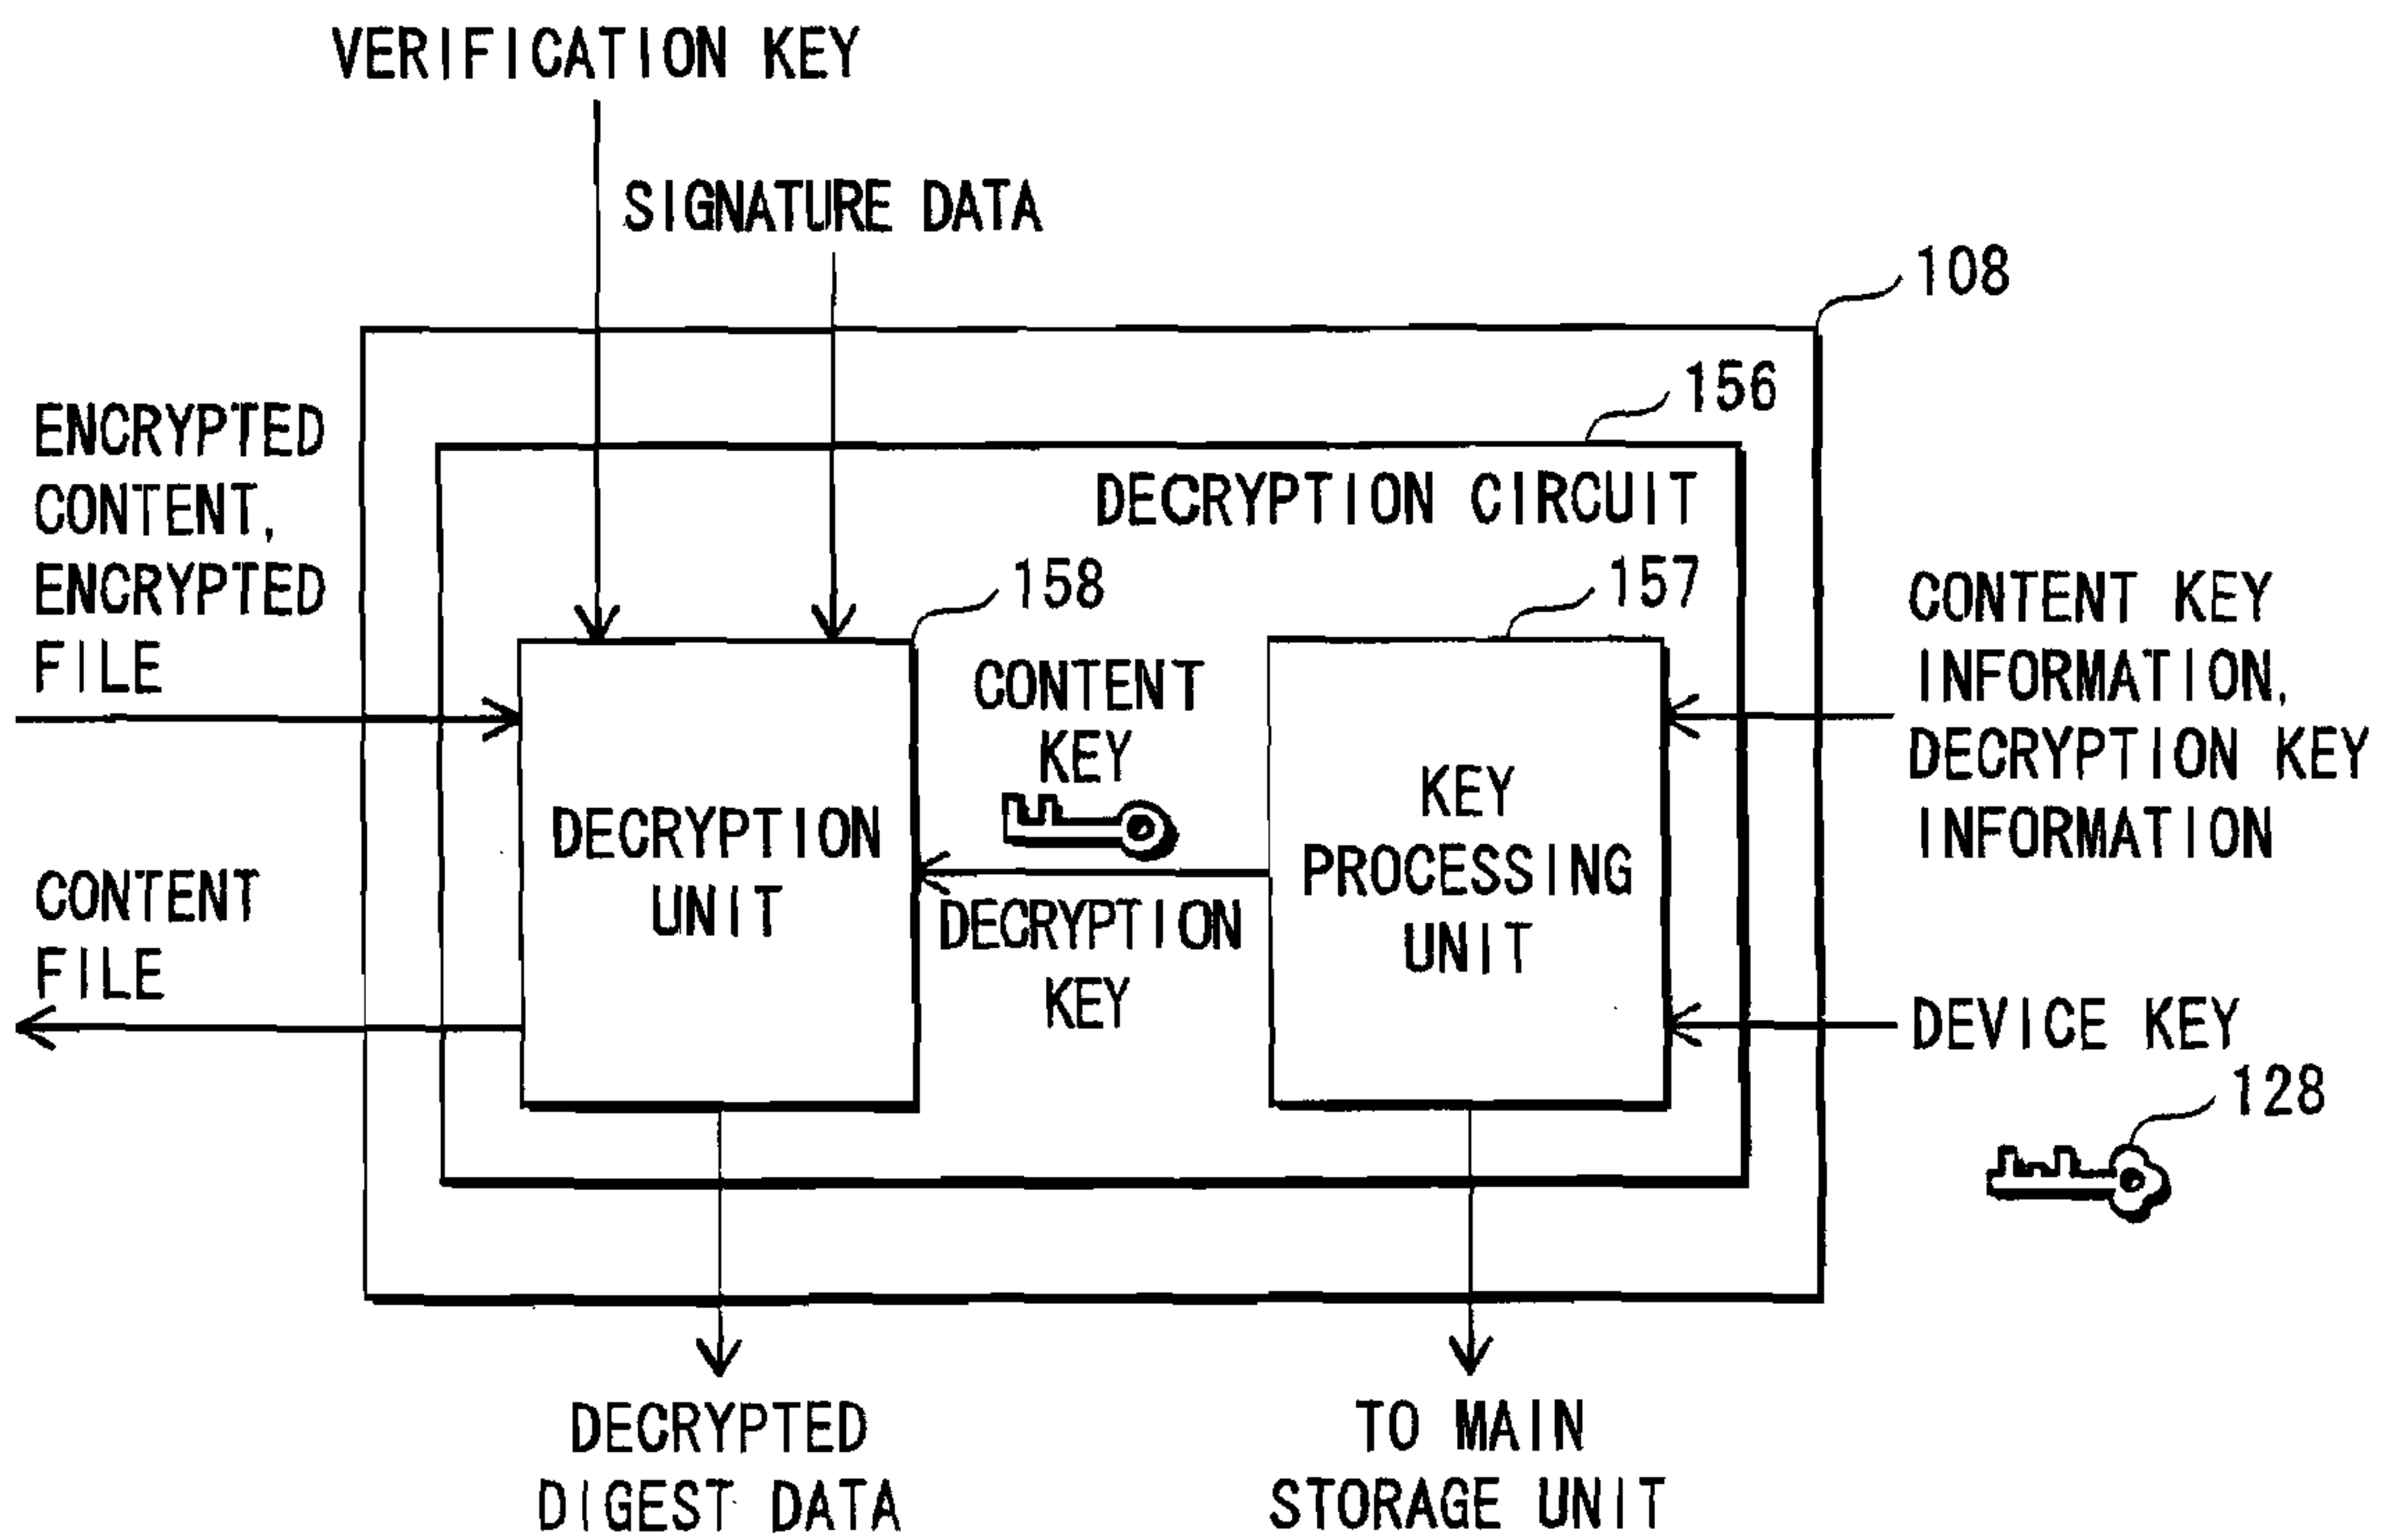 VERIFICATION KEY
SIGNATURE DATA
108
156
ENCRYPTED
CONTENT,
ENCRYPTED
FILE
DECRYPTION CIRCUIT
158
157
CONTENT KEY
INFORMATION,
DECRYPTION KEY
INFORMATION
CONTENT
KEY
DECRYPTION
UNIT
KEY
PROCESSING
UNIT
DECRYPTION
KEY
CONTENT
FILE
DEVICE KEY
128
DECRYPTED
DIGEST DATA
TO MAIN
STORAGE UNIT